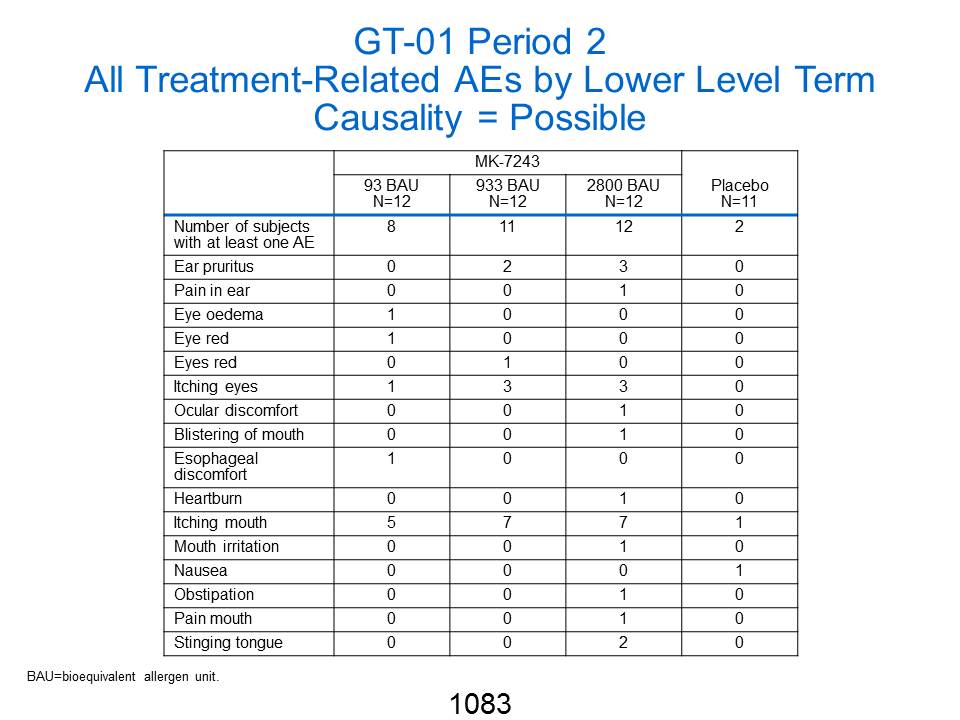 GT-01 Period 2
All Treatment-Related AEs by Lower Level Term
Causality = Possible
MK-7243
93 BAU 933 BAU 2800 BAU Placebo
N=12 N=12 N=12 N=11
Number of subjects 8 11 12 2
with at least one AE
Ear pruritus 0 2 3 0
Pain in ear 0 0 1 0
Eye oedema 1 0 0 0
Eye red 1 0 0 0
Eyes red 0 1 0 0
Itching eyes 1 3 3 0
Ocular discomfort 0 0 1 0
Blistering of mouth 0 0 1 0
Esophageal 1 0 0 0
discomfort
Heartburn 0 0 1 0
Itching mouth 5 7 7 1
Mouth irritation 0 0 1 0
Nausea 0 0 0 1
Obstipation 0 0 1 0
Pain mouth 0 0 1 0
Stinging tongue 0 0 2 0
BAU=bioequivalent allergen unit.
1083